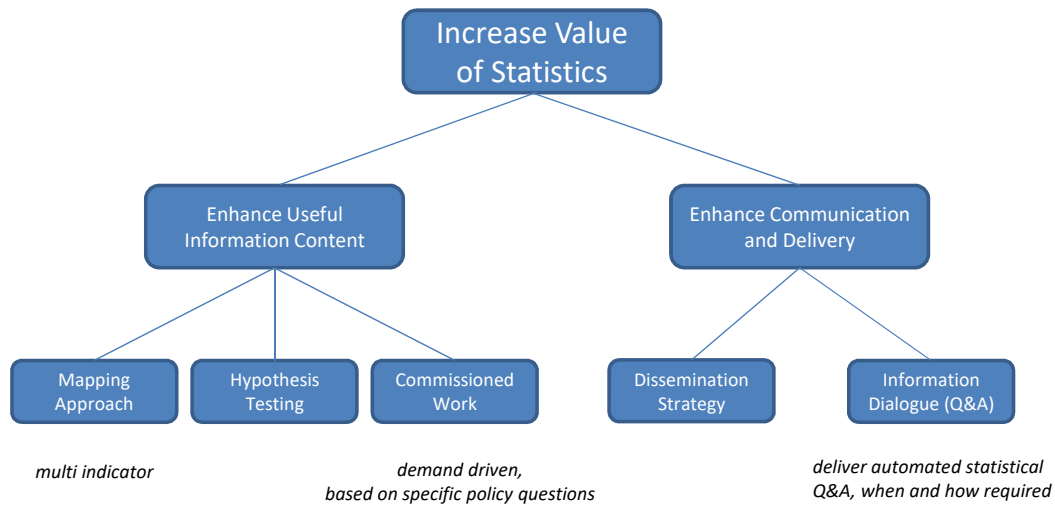 Increase Value
of Statistics
Enhance Useful
Information Content
Enhance Communication
and Delivery
Mapping
Approach
Hypothesis
Testing
Commissioned
Work
Dissemination
Strategy
Information
Dialogue (Q&A)
multi indicator
demand driven,
based on specific policy questions
deliver automated statistical
Q&A, when and how required